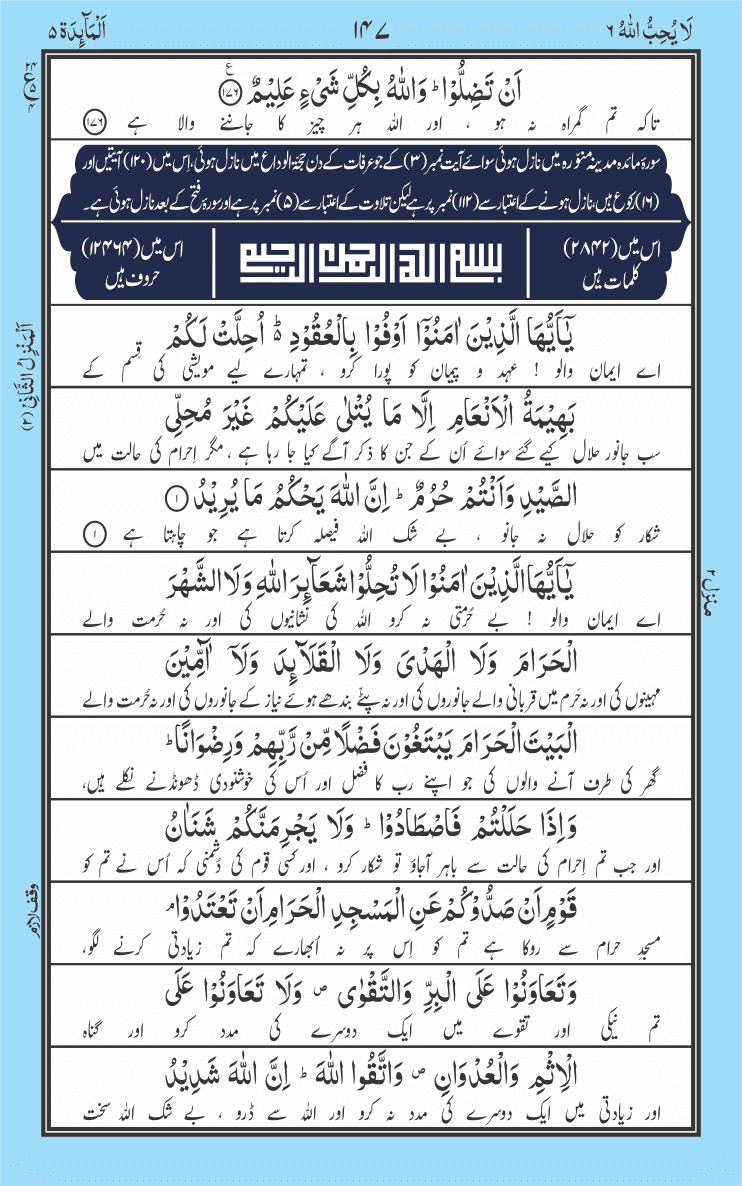 لَا يُحِبُّ اللّٰهُ ٦
١٤٧
اَلْمَآئِدَة ٥
اَنْ تَضِلُّوْا ؕ وَاللّٰهُ بِكُلِّ شَیْءٍ عَلِیْمٌ ۝١٧٦ ع
تاکہ تم گمراہ نہ ہو ، اور اللہ ہر چیز کا جاننے والا ہے (١٧٦)
سورۂ مائدہ مدینہ منوّرہ میں نازل ہوئی سوائے آیت نمبر (٣) کے جو عرفات کے دن حجۃ الوداع میں نازل ہوئی، اِس میں (١٢٠) آیتیں اور
(١٦) رکوع ہیں، نازل ہونے کے اعتبار سے (١١٢) نمبر پر ہے لیکن تلاوت کے اعتبار سے (٥) نمبر پر ہے اور سورہ فتح کے بعد نازل ہوئی ہے۔
اس میں (٢٨٤٢) کلمات ہیں
بسم الله الرحمن الرحيم
اس میں (١٢٤٦٤) حروف ہیں
یٰۤاَیُّهَا الَّذِیْنَ اٰمَنُوْۤا اَوْفُوْا بِالْعُقُوْدِ ؕ۬ اُحِلَّتْ لَكُمْ
اے ایمان والو ! عہد و پیمان کو پورا کرو ، تمہارے لیے مویشی کی قِسم کے
بَهِیْمَةُ الْاَنْعَامِ اِلَّا مَا یُتْلٰی عَلَیْكُمْ غَیْرَ مُحِلِّی
سب جانور حلال کیے گئے سوائے اُن کے جن کا ذکر آگے کیا جا رہا ہے ، مگر اِحرام کی حالت میں
الصَّیْدِ وَاَنْتُمْ حُرُمٌ ؕ اِنَّ اللّٰهَ یَحْكُمُ مَا یُرِیْدُ ۝١
شکار کو حلال نہ جانو ، بے شک اللہ فیصلہ کرتا ہے جو چاہتا ہے (١)
یٰۤاَیُّهَا الَّذِیْنَ اٰمَنُوْا لَا تُحِلُّوْا شَعَآئِرَ اللّٰهِ وَلَا الشَّهْرَ
اے ایمان والو ! بے حُرمتی نہ کرو اللہ کی نشانیوں کی اور نہ حُرمت والے
الْحَرَامَ وَلَا الْهَدْیَ وَلَا الْقَلَآئِدَ وَلَاۤ آٰمِّیْنَ
مہینوں کی اور نہ حَرم میں قربانی والے جانوروں کی اور نہ پٹّے بندھے ہوئے نیاز کے جانوروں کی اور نہ حُرمت والے
الْبَیْتَ الْحَرَامَ یَبْتَغُوْنَ فَضْلًا مِّنْ رَّبِّهِمْ وَرِضْوَانًا ؕ
گھر کی طرف آنے والوں کی جو اپنے رب کا فضل اور اُس کی خوشنودی ڈھونڈنے نکلے ہیں،
وَاِذَا حَلَلْتُمْ فَاصْطَادُوْا ؕ وَلَا یَجْرِمَنَّكُمْ شَنَاٰنُ
اور جب تم اِحرام کی حالت سے باہر آجاؤ تو شکار کرو ، اور کسی قوم کی دُشمنی کہ اُس نے تم کو
قَوْمٍ اَنْ صَدُّوْكُمْ عَنِ الْمَسْجِدِ الْحَرَامِ اَنْ تَعْتَدُوْا ۘ
مسجدِ حرام سے روکا ہے تم کو اِس پر نہ اُبھارے کہ تم زیادتی کرنے لگو،
وَتَعَاوَنُوْا عَلَی الْبِرِّ وَالتَّقْوٰی ۪ وَلَا تَعَاوَنُوْا عَلَی
تم نیکی اور تقوے میں ایک دوسرے کی مدد کرو اور گناہ
الْاِثْمِ وَالْعُدْوَانِ ۪ وَاتَّقُوا اللّٰهَ ؕ اِنَّ اللّٰهَ شَدِیْدُ
اور زیادتی میں ایک دوسرے کی مدد نہ کرو اور اللہ سے ڈرو ، بے شک اللہ سخت
اَلْمَنْزِلُ الثَّانِيْ (٢)
منزل ٢
وقف لازم